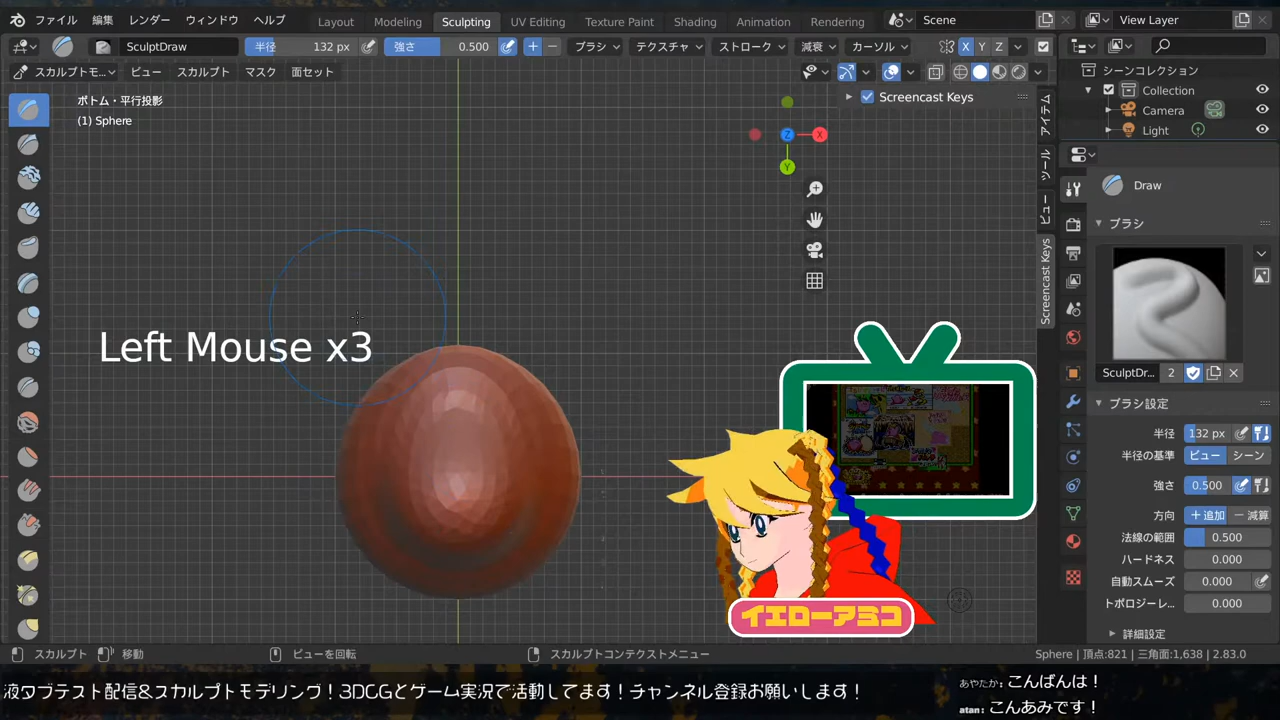 ファイル 編集 レンダー ウィンドウ ヘルプ Layout Modeling Sculpting UV Editing Texture Paint Shading Animation Rendering Scene View Layer
SculptDraw 半径 132 px 強さ 0.500 ブラシ テクスチャ ストローク 減衰 カーソル X Y Z
スカルプトモ... ビュー スカルプト マスク 面セット
ボトム・平行投影
(1) Sphere
Screencast Keys
X
Z
Y
アイテム
ツール
ビュー
Screencast Keys
シーンコレクション
Collection
Camera
Light
Draw
ブラシ
SculptDr... 2
ブラシ設定
半径 132 px
半径の基準 ビュー シーン
強さ 0.500
方向 +追加 −減算
法線の範囲 0.500
ハードネス 0.000
自動スムーズ 0.000
トポロジーレ... 0.000
詳細設定
Left Mouse x3
イエローアミコ
スカルプト 移動 ビューを回転 スカルプトコンテクストメニュー Sphere | 頂点:821 | 三角面:1,638 | 2.83.0
液タブテスト配信&スカルプトモデリング！3DCGとゲーム実況で活動してます！チャンネル登録お願いします！
あやたか: こんばんは！
atan: こんあみです！